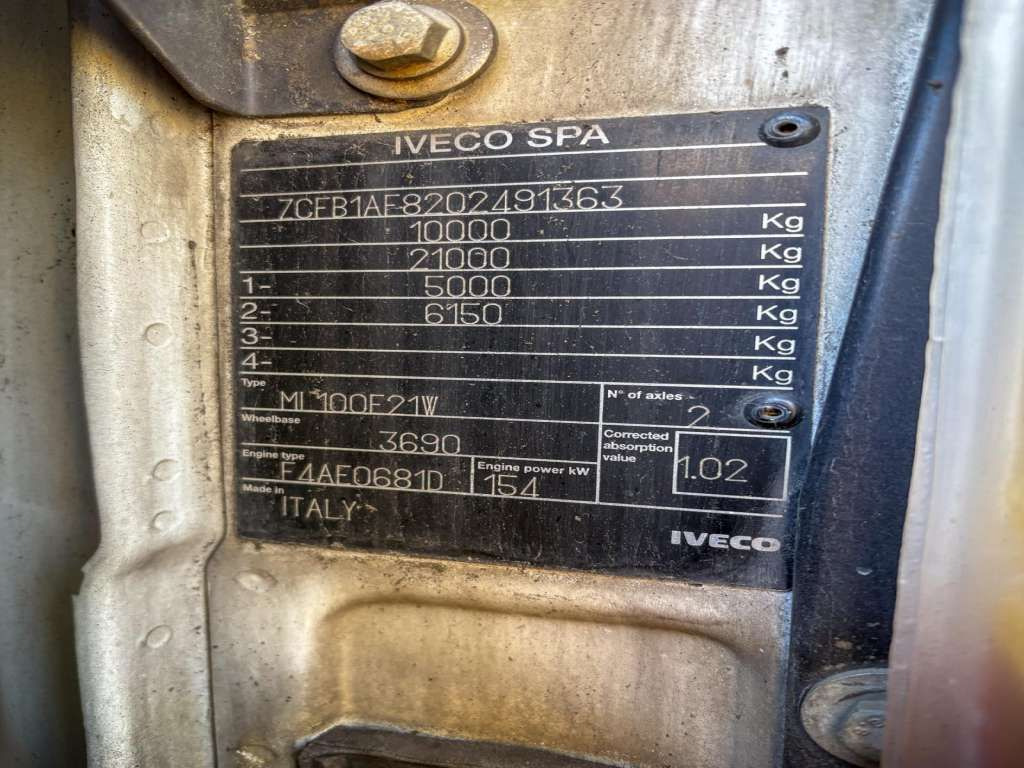 IVECO SPA
ZCFB1AF8202491363
10000 Kg
21000 Kg
1- 5000 Kg
2- 6150 Kg
3- Kg
4- Kg
Type ML100E21W
N° of axles 2
Wheelbase 3690
Corrected absorption value 1.02
Engine type F4AE0681D
Engine power kW 154
Made in ITALY
IVECO